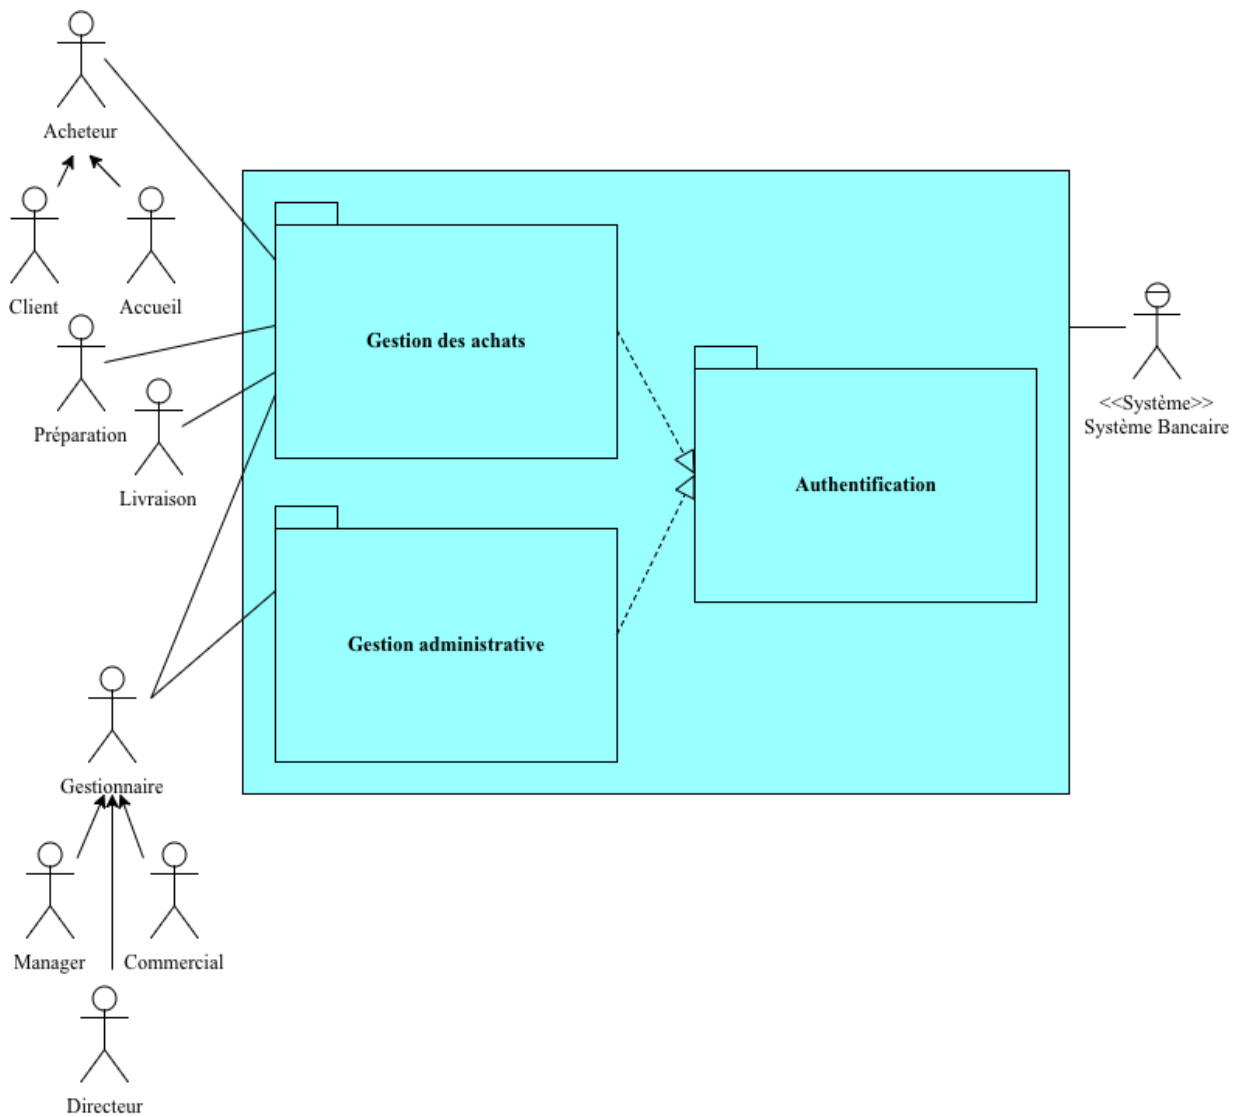 Acheteur
Client
Accueil
Préparation
Livraison
Gestion des achats
Authentification
<<Système>>
Système Bancaire
Gestion administrative
Gestionnaire
Manager
Commercial
Directeur